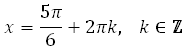 x = 5π/6 + 2πk, k ∈ ℤ